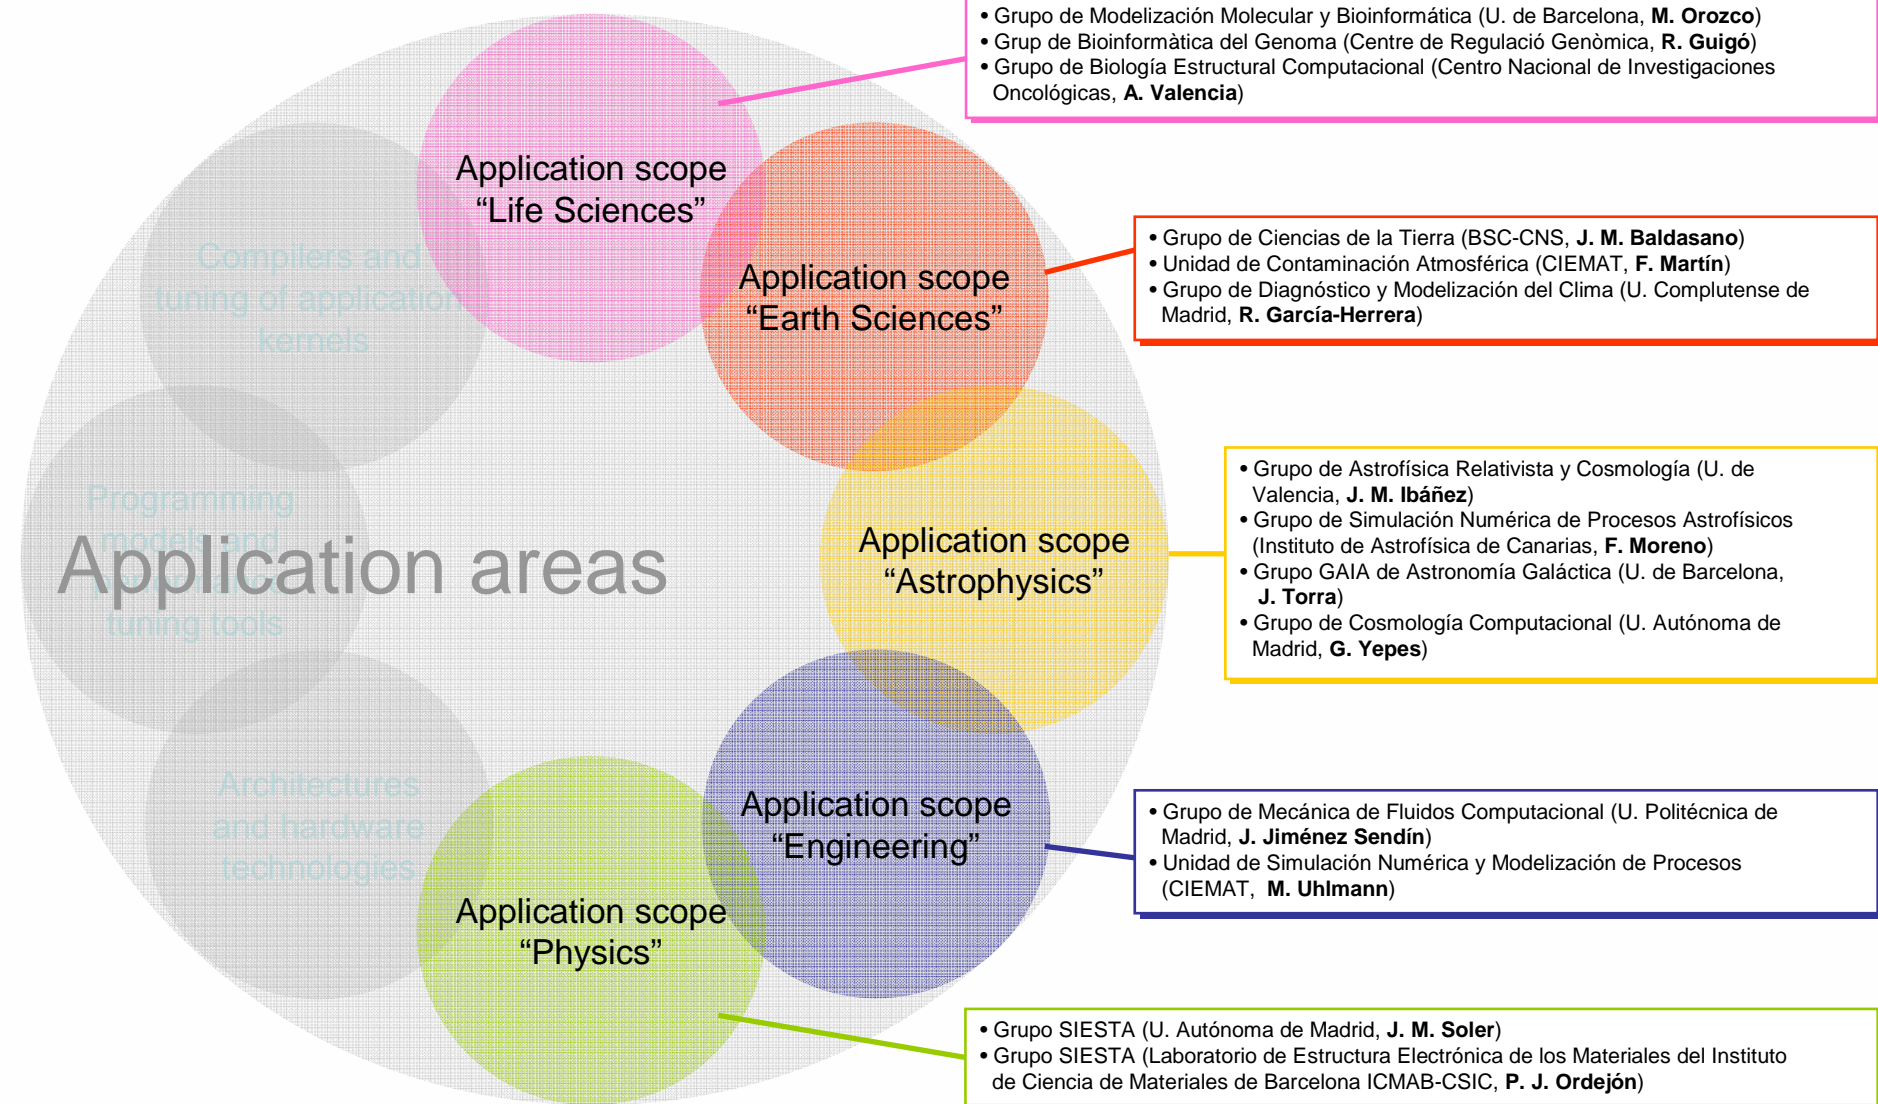 • Grupo de Modelización Molecular y Bioinformática (U. de Barcelona, M. Orozco)
• Grup de Bioinformàtica del Genoma (Centre de Regulació Genòmica, R. Guigó)
• Grupo de Biología Estructural Computacional (Centro Nacional de Investigaciones
Oncológicas, A. Valencia)
Application scope
“Life Sciences”
• Grupo de Ciencias de la Tierra (BSC-CNS, J. M. Baldasano)
• Unidad de Contaminación Atmosférica (CIEMAT, F. Martín)
• Grupo de Diagnóstico y Modelización del Clima (U. Complutense de
Madrid, R. García-Herrera)
Application scope
“Earth Sciences”
Compilers and
tuning of application
kernels
• Grupo de Astrofísica Relativista y Cosmología (U. de
Valencia, J. M. Ibáñez)
• Grupo de Simulación Numérica de Procesos Astrofísicos
(Instituto de Astrofísica de Canarias, F. Moreno)
• Grupo GAIA de Astronomía Galáctica (U. de Barcelona,
J. Torra)
• Grupo de Cosmología Computacional (U. Autónoma de
Madrid, G. Yepes)
Application scope
“Astrophysics”
Programming
models and
tuning tools
Application areas
Architectures
and hardware
technologies
Application scope
“Engineering”
• Grupo de Mecánica de Fluidos Computacional (U. Politécnica de
Madrid, J. Jiménez Sendín)
• Unidad de Simulación Numérica y Modelización de Procesos
(CIEMAT, M. Uhlmann)
Application scope
“Physics”
• Grupo SIESTA (U. Autónoma de Madrid, J. M. Soler)
• Grupo SIESTA (Laboratorio de Estructura Electrónica de los Materiales del Instituto
de Ciencia de Materiales de Barcelona ICMAB-CSIC, P. J. Ordejón)